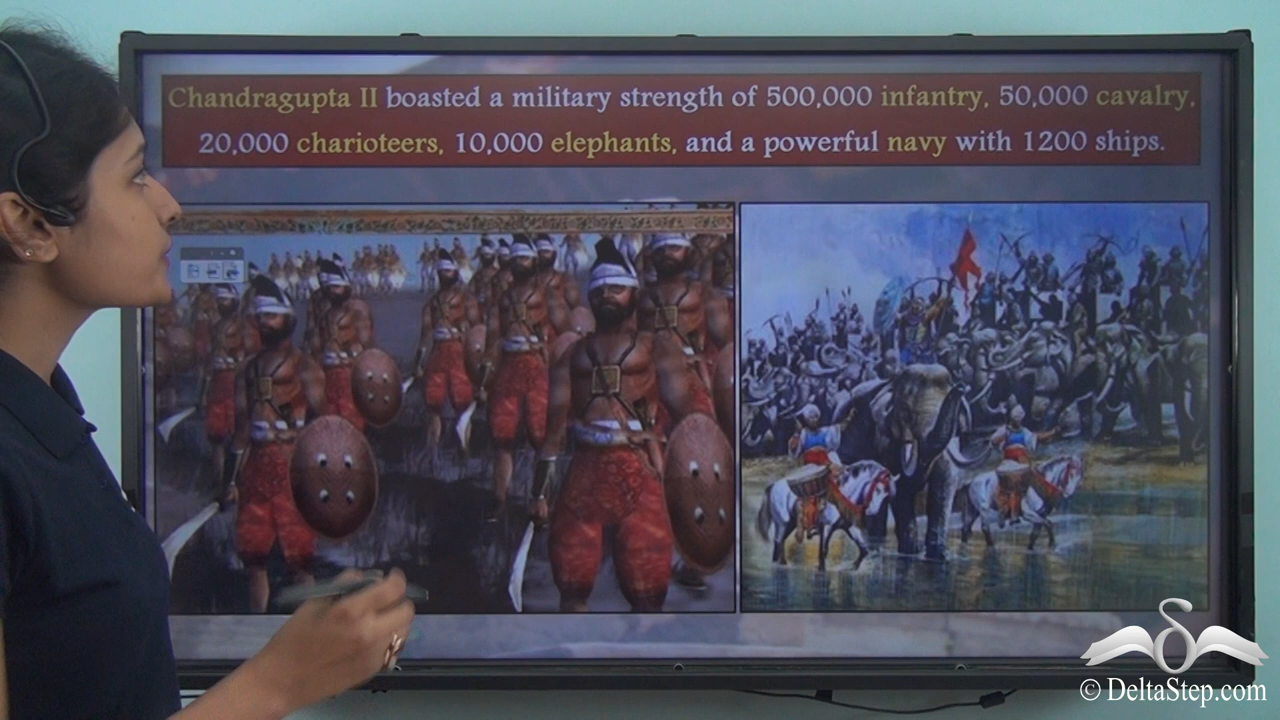 Chandragupta II boasted a military strength of 500,000 infantry, 50,000 cavalry,
20,000 charioteers, 10,000 elephants, and a powerful navy with 1200 ships.
© DeltaStep.com